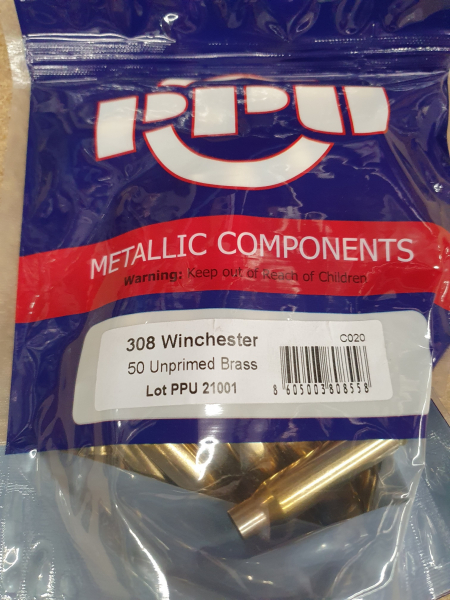 PPU
METALLIC COMPONENTS
Warning: Keep out of Reach of Children
308 Winchester
C020
50 Unprimed Brass
Lot PPU 21001
8 605003 808558